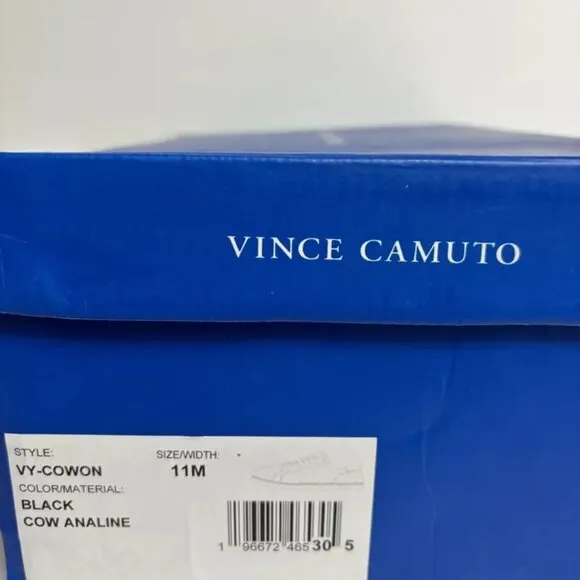 VINCE CAMUTO
STYLE: SIZE/WIDTH:
VY-COWON 11M
COLOR/MATERIAL:
BLACK
COW ANALINE
1 96672 46530 5